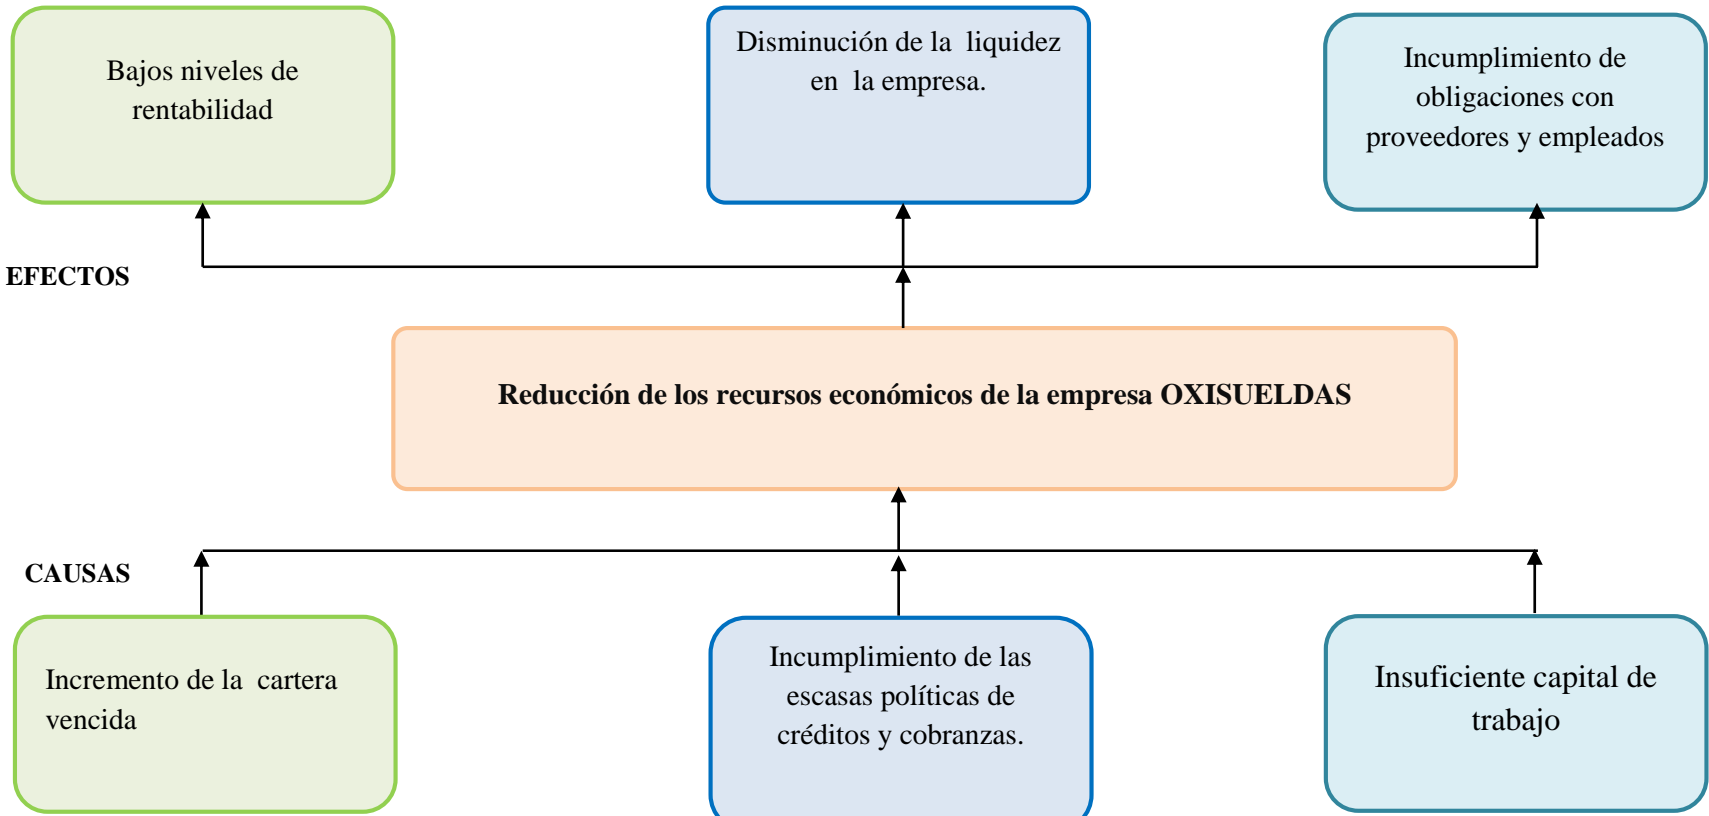 Bajos niveles de
rentabilidad
Disminución de la liquidez
en la empresa.
Incumplimiento de
obligaciones con
proveedores y empleados
EFECTOS
Reducción de los recursos económicos de la empresa OXISUELDAS
CAUSAS
Incremento de la cartera
vencida
Incumplimiento de las
escasas políticas de
créditos y cobranzas.
Insuficiente capital de
trabajo